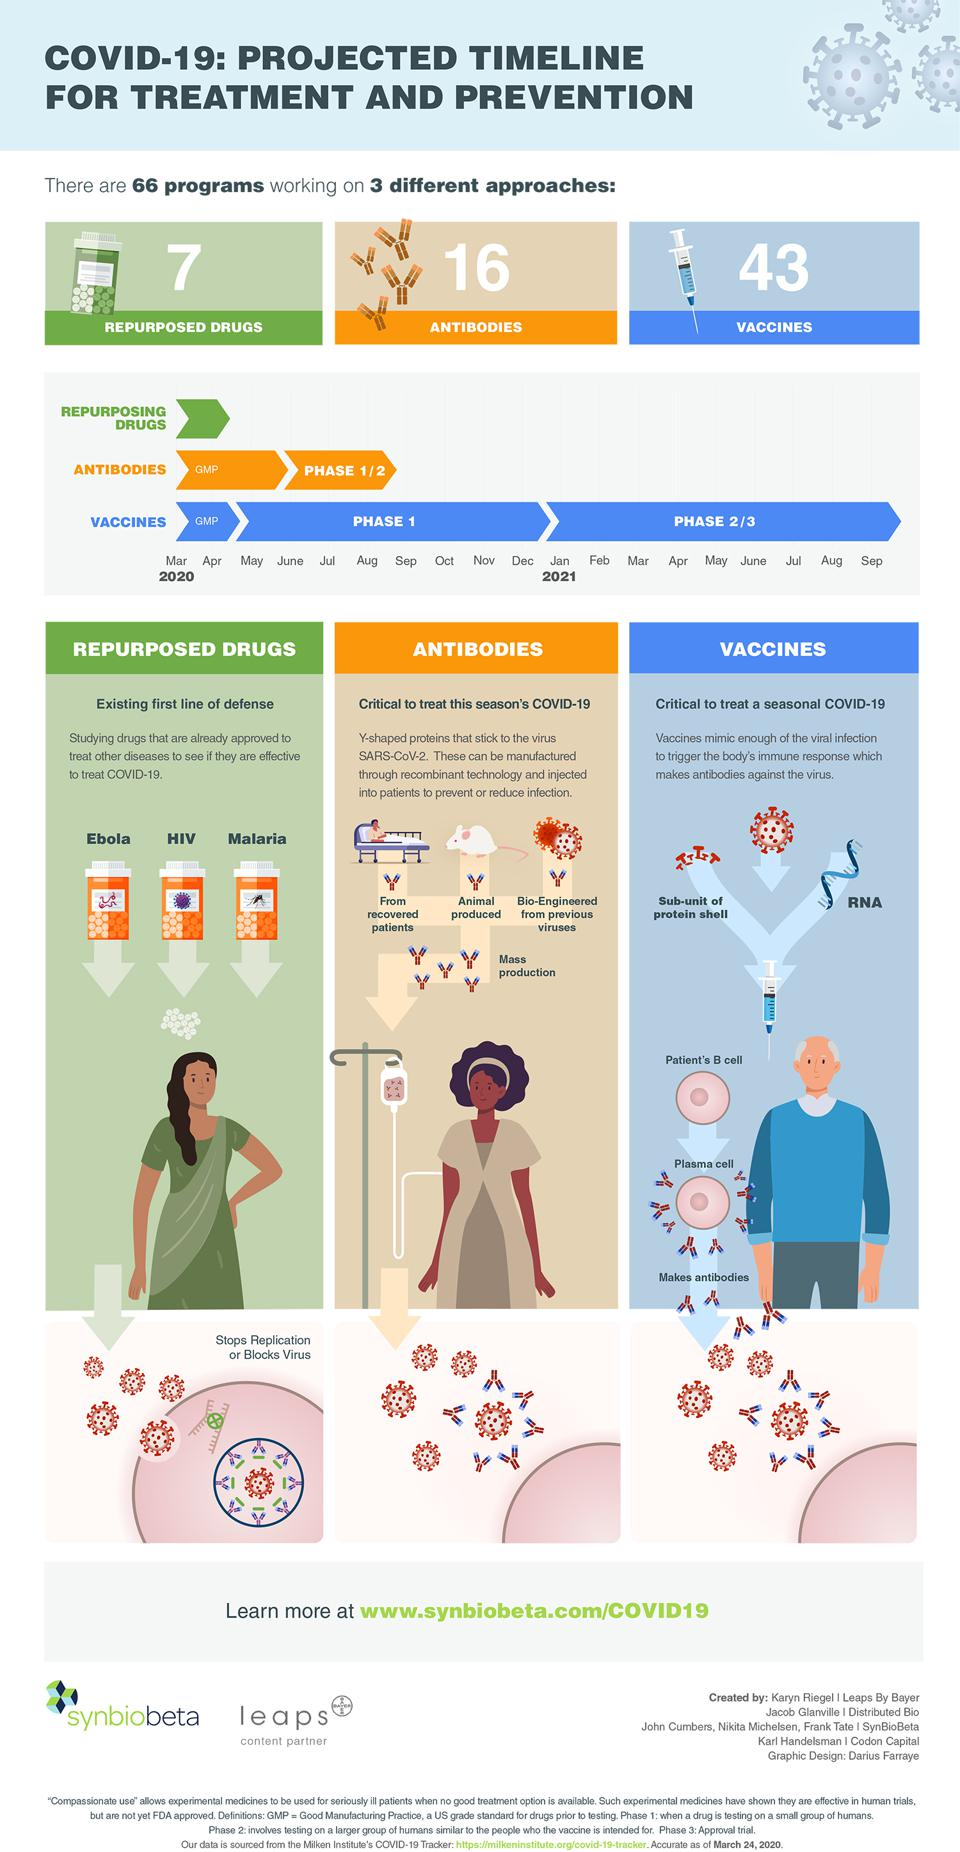 COVID-19: PROJECTED TIMELINE
FOR TREATMENT AND PREVENTION
There are 66 programs working on 3 different approaches:
7
REPURPOSED DRUGS
16
ANTIBODIES
43
VACCINES
REPURPOSING
DRUGS
ANTIBODIES
GMP
PHASE 1/2
VACCINES
GMP
PHASE 1
PHASE 2/3
Mar Apr May June Jul Aug Sep Oct Nov Dec Jan Feb Mar Apr May June Jul Aug Sep
2020 2021
REPURPOSED DRUGS
Existing first line of defense
Studying drugs that are already approved to
treat other diseases to see if they are effective
to treat COVID-19.
Ebola HIV Malaria
Stops Replication
or Blocks Virus
ANTIBODIES
Critical to treat this season's COVID-19
Y-shaped proteins that stick to the virus
SARS-CoV-2. These can be manufactured
through recombinant technology and injected
into patients to prevent or reduce infection.
From
recovered
patients
Animal
produced
Bio-Engineered
from previous
viruses
Mass
production
VACCINES
Critical to treat a seasonal COVID-19
Vaccines mimic enough of the viral infection
to trigger the body's immune response which
makes antibodies against the virus.
Sub-unit of
protein shell
RNA
Patient's B cell
Plasma cell
Makes antibodies
Learn more at www.synbiobeta.com/COVID19
synbiobeta
leaps
BAYER
content partner
Created by: Karyn Riegel | Leaps By Bayer
Jacob Glanville | Distributed Bio
John Cumbers, Nikita Michelsen, Frank Tate | SynBioBeta
Karl Handelsman | Codon Capital
Graphic Design: Darius Farraye
“Compassionate use” allows experimental medicines to be used for seriously ill patients when no good treatment option is available. Such experimental medicines have shown they are effective in human trials,
but are not yet FDA approved. Definitions: GMP = Good Manufacturing Practice, a US grade standard for drugs prior to testing. Phase 1: when a drug is testing on a small group of humans.
Phase 2: involves testing on a larger group of humans similar to the people who the vaccine is intended for. Phase 3: Approval trial.
Our data is sourced from the Milken Institute's COVID-19 Tracker: https://milkeninstitute.org/covid-19-tracker. Accurate as of March 24, 2020.